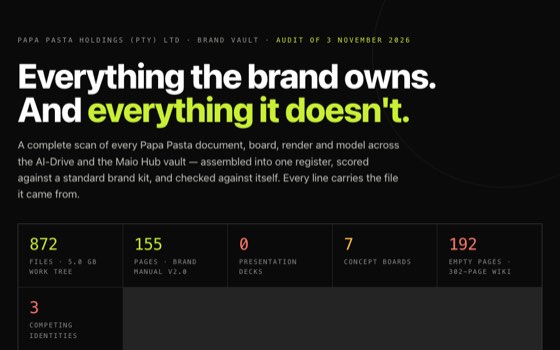 PAPA PASTA HOLDINGS (PTY) LTD · BRAND VAULT · AUDIT OF 3 NOVEMBER 2026
Everything the brand owns.
And everything it doesn't.
A complete scan of every Papa Pasta document, board, render and model across
the AI-Drive and the Maio Hub vault — assembled into one register, scored
against a standard brand kit, and checked against itself. Every line carries the file
it came from.
872
FILES · 5.0 GB
WORK TREE
155
PAGES · BRAND
MANUAL V2.0
0
PRESENTATION
DECKS
7
CONCEPT BOARDS
192
EMPTY PAGES ·
302-PAGE WIKI
3
COMPETING
IDENTITIES